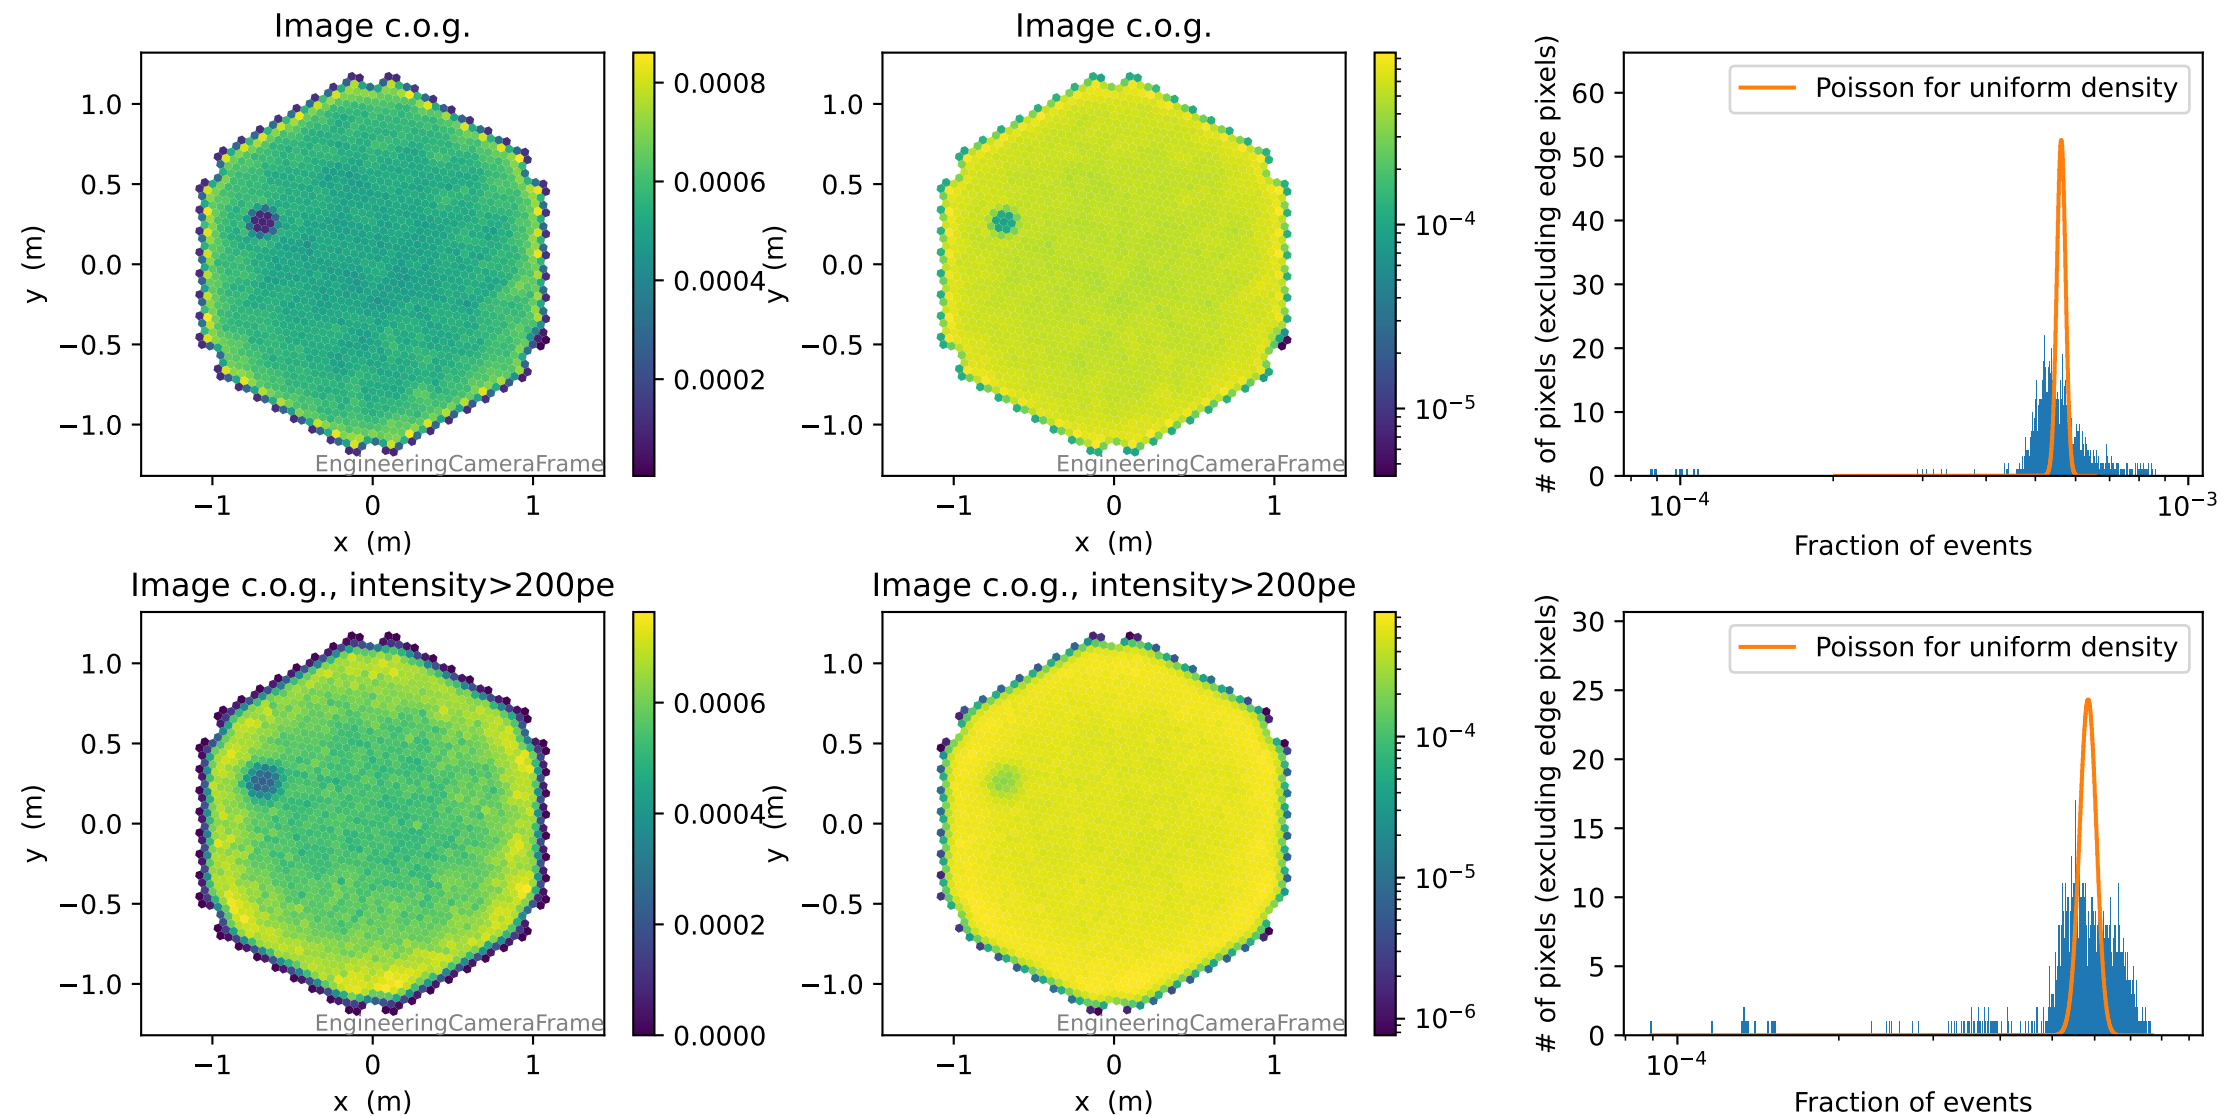 Image c.o.g.
y (m)
1.0
0.5
0.0
−0.5
−1.0
EngineeringCameraFrame
−1 0 1
x (m)
0.0008
0.0006
0.0004
0.0002
Image c.o.g.
y (m)
1.0
0.5
0.0
−0.5
−1.0
EngineeringCameraFrame
−1 0 1
x (m)
10⁻⁴
10⁻⁵
# of pixels (excluding edge pixels)
60
50
40
30
20
10
0
Poisson for uniform density
10⁻⁴ 10⁻³
Fraction of events
Image c.o.g., intensity>200pe
y (m)
1.0
0.5
0.0
−0.5
−1.0
EngineeringCameraFrame
−1 0 1
x (m)
0.0006
0.0004
0.0002
0.0000
Image c.o.g., intensity>200pe
y (m)
1.0
0.5
0.0
−0.5
−1.0
EngineeringCameraFrame
−1 0 1
x (m)
10⁻⁴
10⁻⁵
10⁻⁶
# of pixels (excluding edge pixels)
30
25
20
15
10
5
0
Poisson for uniform density
10⁻⁴
Fraction of events